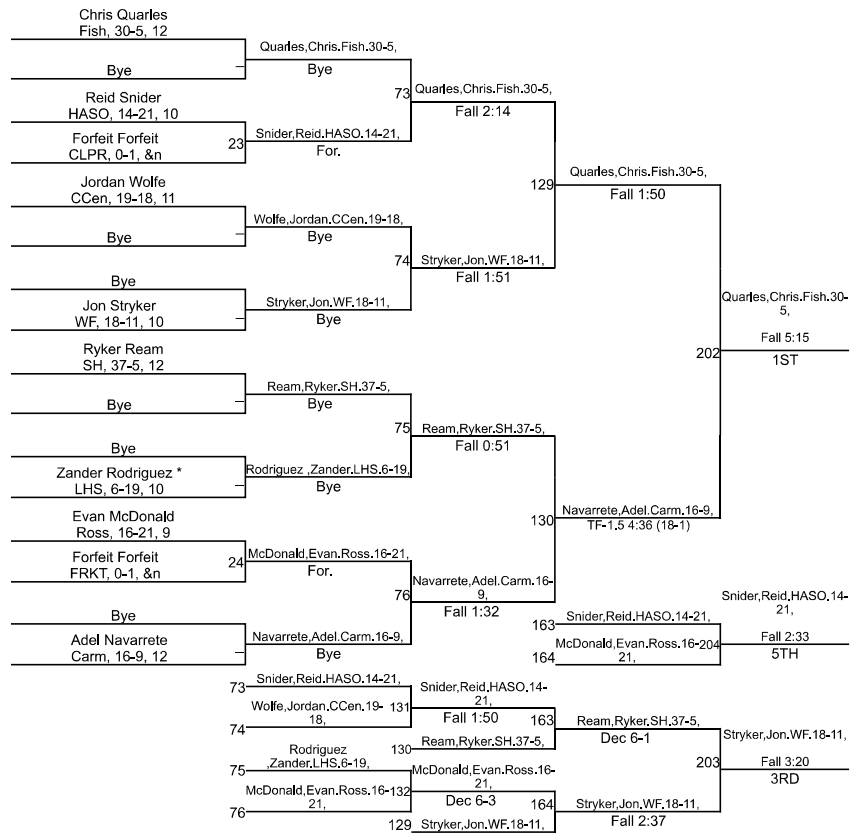 Chris Quarles
Fish, 30-5, 12
Quarles,Chris.Fish.30-5,
Bye
Bye
73
Quarles,Chris.Fish.30-5,
Fall 2:14
Reid Snider
HASO, 14-21, 10
Forfeit Forfeit
CLPR, 0-1, &n
23
Snider,Reid.HASO.14-21,
For.
129
Quarles,Chris.Fish.30-5,
Fall 1:50
Jordan Wolfe
CCen, 19-18, 11
Bye
Wolfe,Jordan.CCen.19-18,
Bye
74
Stryker,Jon.WF.18-11,
Fall 1:51
Bye
Jon Stryker
WF, 18-11, 10
Stryker,Jon.WF.18-11,
Bye
202
Quarles,Chris.Fish.30-
5,
Fall 5:15
1ST
Ryker Ream
SH, 37-5, 12
Bye
Ream,Ryker.SH.37-5,
Bye
75
Ream,Ryker.SH.37-5,
Fall 0:51
Bye
Zander Rodriguez *
LHS, 6-19, 10
Rodriguez ,Zander.LHS.6-19,
Bye
130
Navarrete,Adel.Carm.16-9,
TF-1.5 4:36 (18-1)
Evan McDonald
Ross, 16-21, 9
Forfeit Forfeit
FRKT, 0-1, &n
24
McDonald,Evan.Ross.16-21,
For.
76
Navarrete,Adel.Carm.16-
9,
Fall 1:32
Bye
Adel Navarrete
Carm, 16-9, 12
Navarrete,Adel.Carm.16-9,
Bye
163
Snider,Reid.HASO.14-21,
164
McDonald,Evan.Ross.16-
21,
204
Snider,Reid.HASO.14-
21,
Fall 2:33
5TH
73
Snider,Reid.HASO.14-21,
74
Wolfe,Jordan.CCen.19-
18,
131
Snider,Reid.HASO.14-
21,
Fall 1:50
130
Ream,Ryker.SH.37-5,
163
Ream,Ryker.SH.37-5,
Dec 6-1
75
Rodriguez
,Zander.LHS.6-19,
76
McDonald,Evan.Ross.16-
21,
132
McDonald,Evan.Ross.16-
21,
Dec 6-3
129
Stryker,Jon.WF.18-11,
164
Stryker,Jon.WF.18-11,
Fall 2:37
203
Stryker,Jon.WF.18-11,
Fall 3:20
3RD